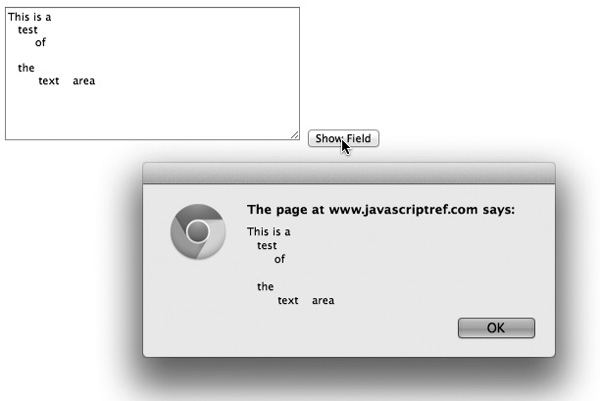 This is a
test
of
the
text area
Show Field
The page at www.javascriptref.com says:
This is a
test
of
the
text area
OK